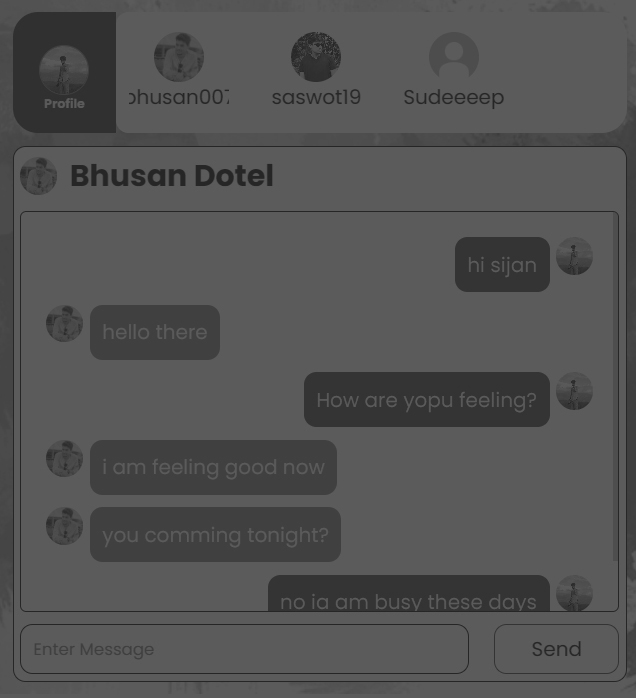 Profile
bhusan007
saswot19
Sudeeeep
Bhusan Dotel
hi sijan
hello there
How are yopu feeling?
i am feeling good now
you comming tonight?
no ia am busy these days
Enter Message
Send